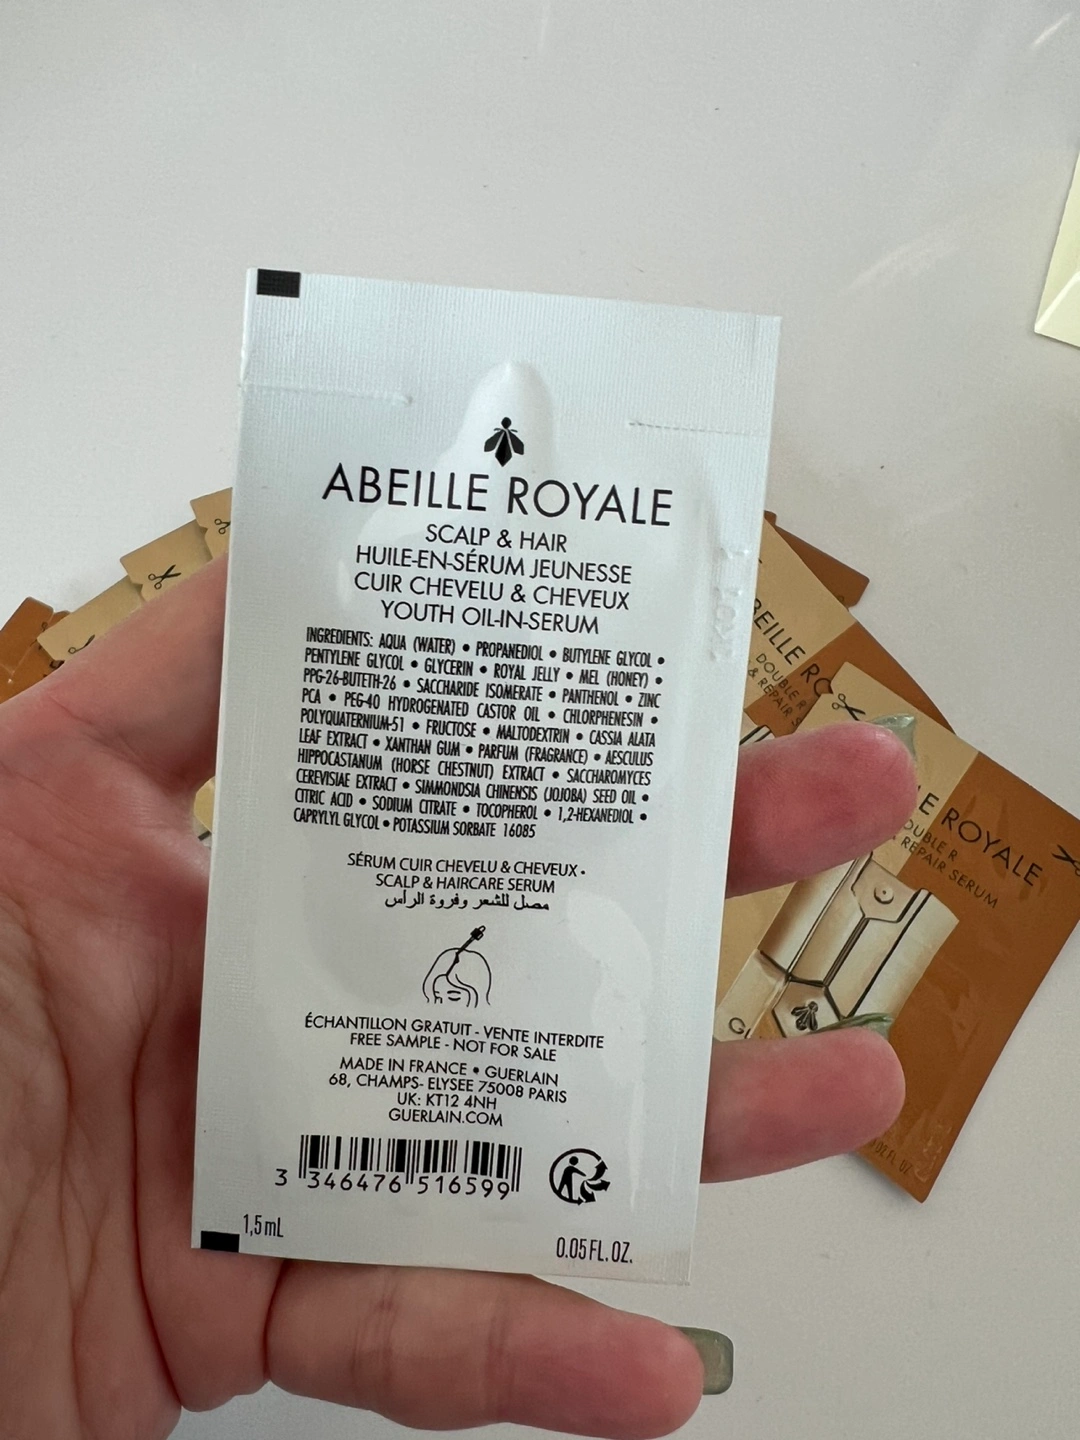 ABEILLE ROYALE
SCALP & HAIR
HUILE-EN-SÉRUM JEUNESSE
CUIR CHEVELU & CHEVEUX
YOUTH OIL-IN-SERUM
INGREDIENTS: AQUA (WATER) • PROPANEDIOL • BUTYLENE GLYCOL •
PENTYLENE GLYCOL • GLYCERIN • ROYAL JELLY • MEL (HONEY) •
PPG-26-BUTETH-26 • SACCHARIDE ISOMERATE • PANTHENOL • ZINC
PCA • PEG-40 HYDROGENATED CASTOR OIL • CHLORPHENESIN •
POLYQUATERNIUM-51 • FRUCTOSE • MALTODEXTRIN • CASSIA ALATA
LEAF EXTRACT • XANTHAN GUM • PARFUM (FRAGRANCE) • AESCULUS
HIPPOCASTANUM (HORSE CHESTNUT) EXTRACT • SACCHAROMYCES
CEREVISIAE EXTRACT • SIMMONDSIA CHINENSIS (JOJOBA) SEED OIL •
CITRIC ACID • SODIUM CITRATE • TOCOPHEROL • 1,2-HEXANEDIOL •
CAPRYLYL GLYCOL • POTASSIUM SORBATE 16085
SÉRUM CUIR CHEVELU & CHEVEUX •
SCALP & HAIRCARE SERUM
مصل للشعر وفروة الرأس
ÉCHANTILLON GRATUIT - VENTE INTERDITE
FREE SAMPLE - NOT FOR SALE
MADE IN FRANCE • GUERLAIN
68, CHAMPS- ELYSEE 75008 PARIS
UK: KT12 4NH
GUERLAIN.COM
3 346476 516599
1,5 mL
0.05 FL. OZ.
BEILLE RO
DOUBLE R
& REPAIR S
LE ROYALE
DOUBLE R
REPAIR SERUM